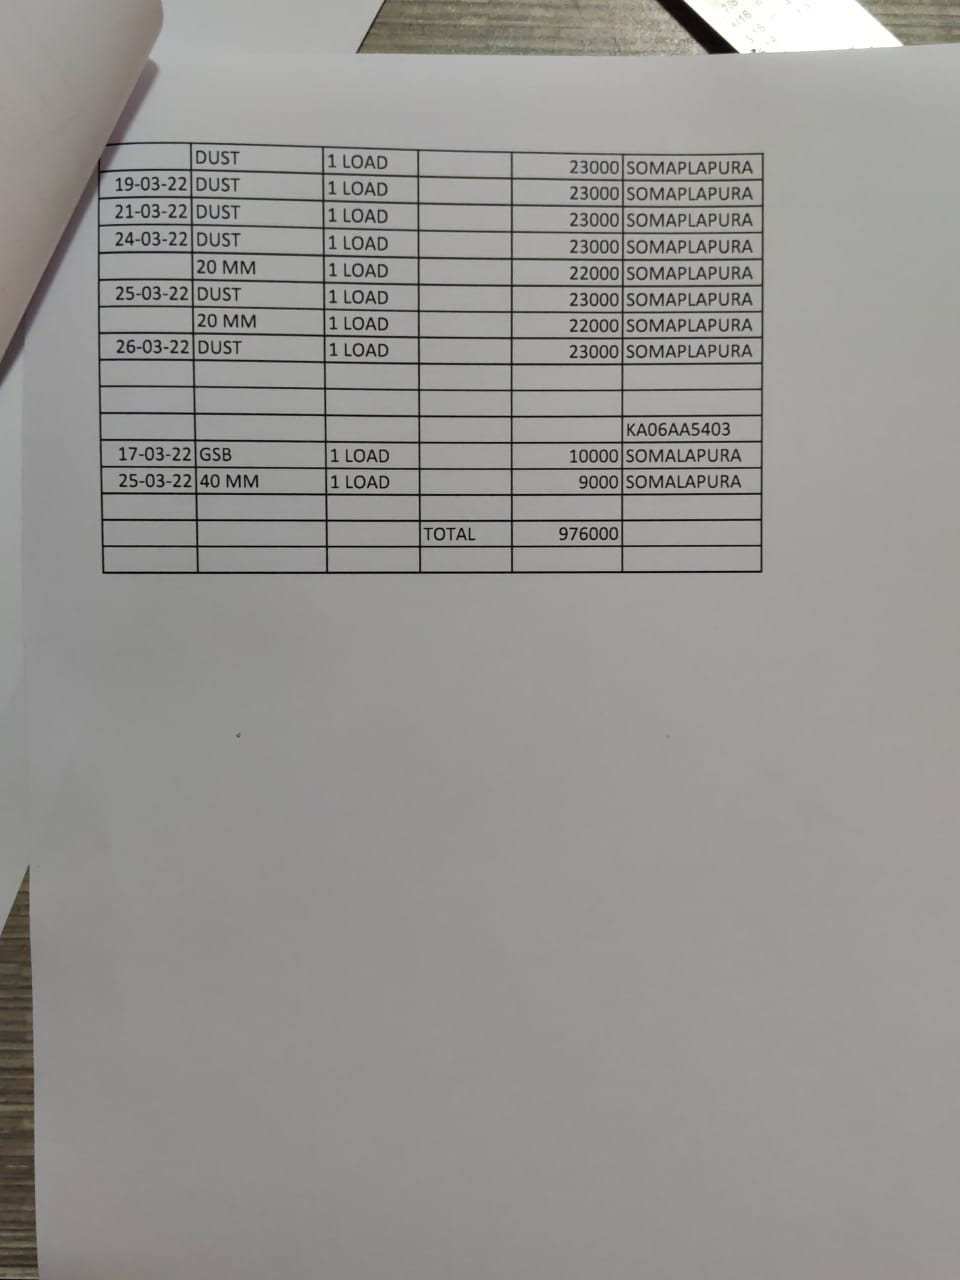 DUST 1 LOAD 23000 SOMAPLAPURA
19-03-22 DUST 1 LOAD 23000 SOMAPLAPURA
21-03-22 DUST 1 LOAD 23000 SOMAPLAPURA
24-03-22 DUST 1 LOAD 23000 SOMAPLAPURA
20 MM 1 LOAD 22000 SOMAPLAPURA
25-03-22 DUST 1 LOAD 23000 SOMAPLAPURA
20 MM 1 LOAD 22000 SOMAPLAPURA
26-03-22 DUST 1 LOAD 23000 SOMAPLAPURA
KA06AA5403
17-03-22 GSB 1 LOAD 10000 SOMALAPURA
25-03-22 40 MM 1 LOAD 9000 SOMALAPURA
TOTAL 976000